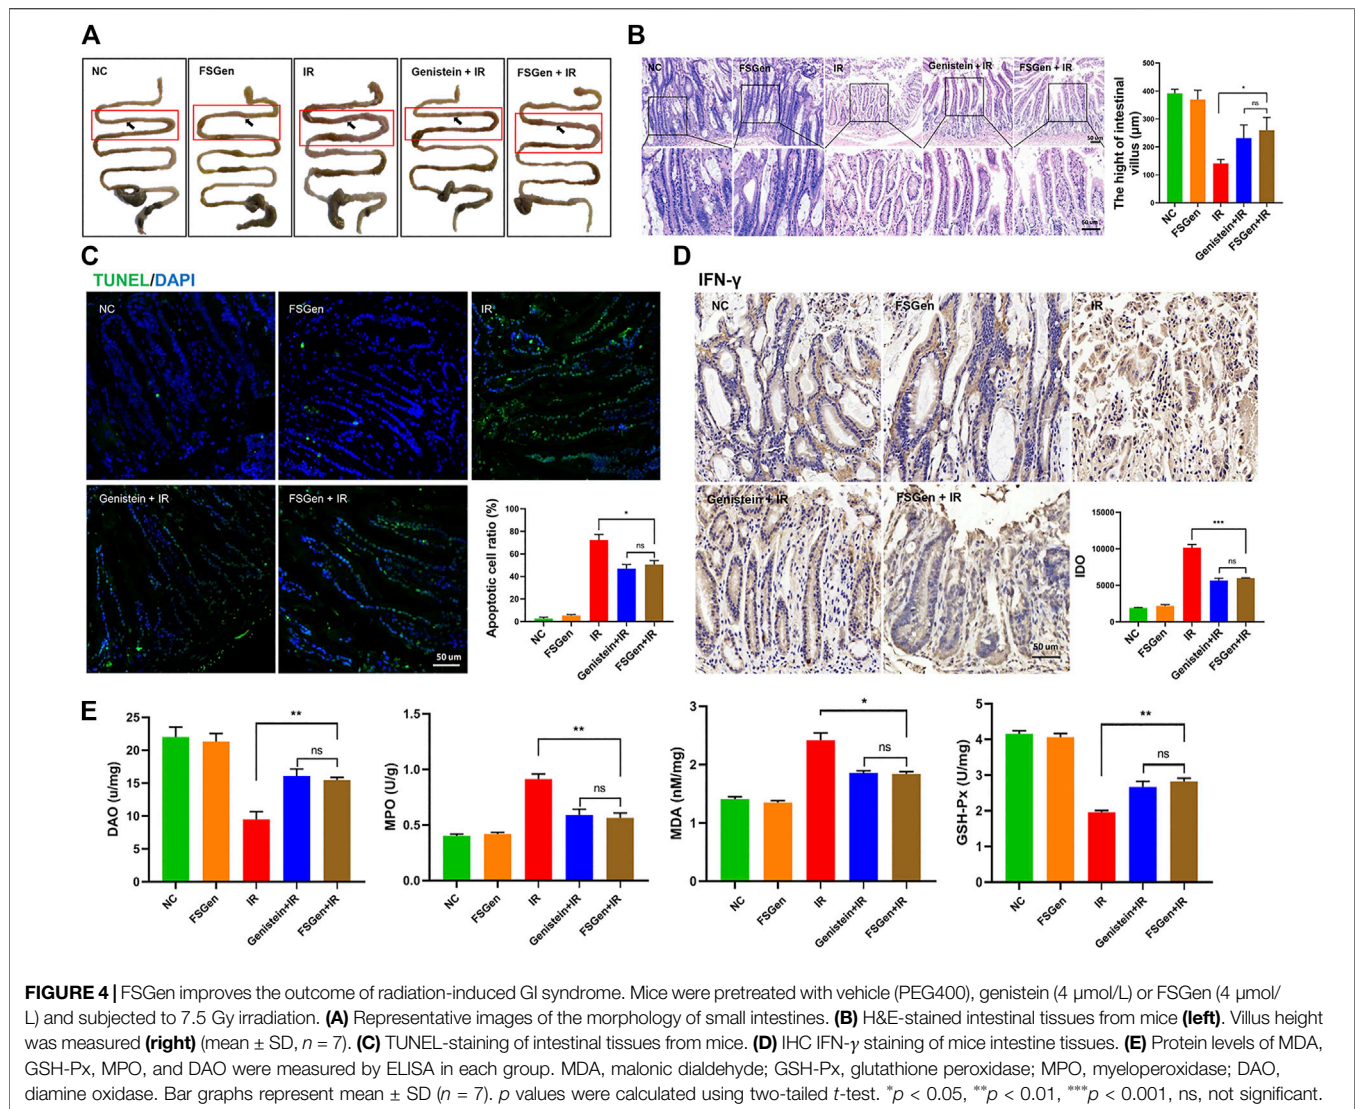 A
NC
FSGen
IR
Genistein + IR
FSGen + IR
B
NC
FSGen
IR
Genistein + IR
FSGen + IR
50 um
50 um
The hight of intestinal
villus (μm)
500
400
300
200
100
0
*
ns
NC
FSGen
IR
Genistein+IR
FSGen+IR
C
TUNEL/DAPI
NC
FSGen
IR
Genistein + IR
FSGen + IR
50 um
Apoptotic cell ratio (%)
100
80
60
40
20
0
*
ns
NC
FSGen
IR
Genistein+IR
FSGen+IR
D
IFN-γ
NC
FSGen
IR
Genistein + IR
FSGen + IR
50 um
IDO
15000
10000
5000
0
***
ns
NC
FSGen
IR
Genistein+IR
FSGen+IR
E
DAO (u/mg)
25
20
15
10
5
0
**
ns
NC
FSGen
IR
Genistein+IR
FSGen+IR
MPO (U/g)
1.5
1.0
0.5
0.0
**
ns
NC
FSGen
IR
Genistein+IR
FSGen+IR
MDA (nM/mg)
3
2
1
0
*
ns
NC
FSGen
IR
Genistein+IR
FSGen+IR
GSH-Px (U/mg)
5
4
3
2
1
0
**
ns
NC
FSGen
IR
Genistein+IR
FSGen+IR
FIGURE 4 | FSGen improves the outcome of radiation-induced GI syndrome. Mice were pretreated with vehicle (PEG400), genistein (4 μmol/L) or FSGen (4 μmol/
L) and subjected to 7.5 Gy irradiation. (A) Representative images of the morphology of small intestines. (B) H&E-stained intestinal tissues from mice (left). Villus height
was measured (right) (mean ± SD, n = 7). (C) TUNEL-staining of intestinal tissues from mice. (D) IHC IFN-γ staining of mice intestine tissues. (E) Protein levels of MDA,
GSH-Px, MPO, and DAO were measured by ELISA in each group. MDA, malonic dialdehyde; GSH-Px, glutathione peroxidase; MPO, myeloperoxidase; DAO,
diamine oxidase. Bar graphs represent mean ± SD (n = 7). p values were calculated using two-tailed t-test. *p < 0.05, **p < 0.01, ***p < 0.001, ns, not significant.